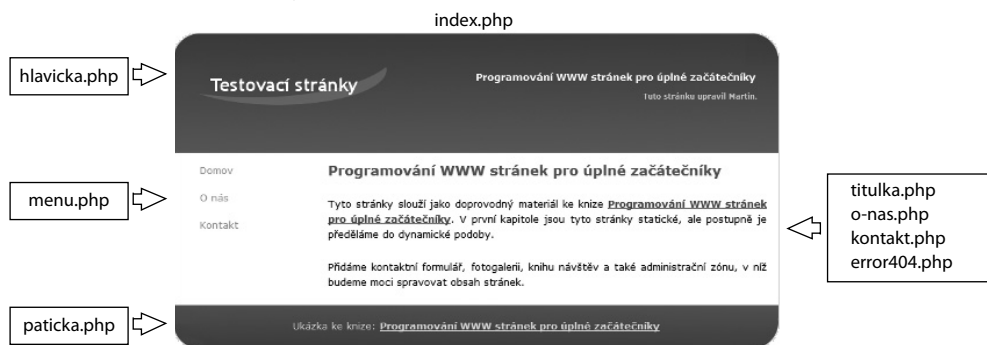 index.php
hlavicka.php
Testovací stránky
Programování WWW stránek pro úplné začátečníky
Tuto stránku upravil Martin.
menu.php
Domov
O nás
Kontakt
Programování WWW stránek pro úplné začátečníky
Tyto stránky slouží jako doprovodný materiál ke knize Programování WWW stránek
pro úplné začátečníky. V první kapitole jsou tyto stránky statické, ale postupně je
předěláme do dynamické podoby.
Přidáme kontaktní formulář, fotogalerii, knihu návštěv a také administrační zónu, v níž
budeme moci spravovat obsah stránek.
titulka.php
o-nas.php
kontakt.php
error404.php
paticka.php
Ukázka ke knize: Programování WWW stránek pro úplné začátečníky